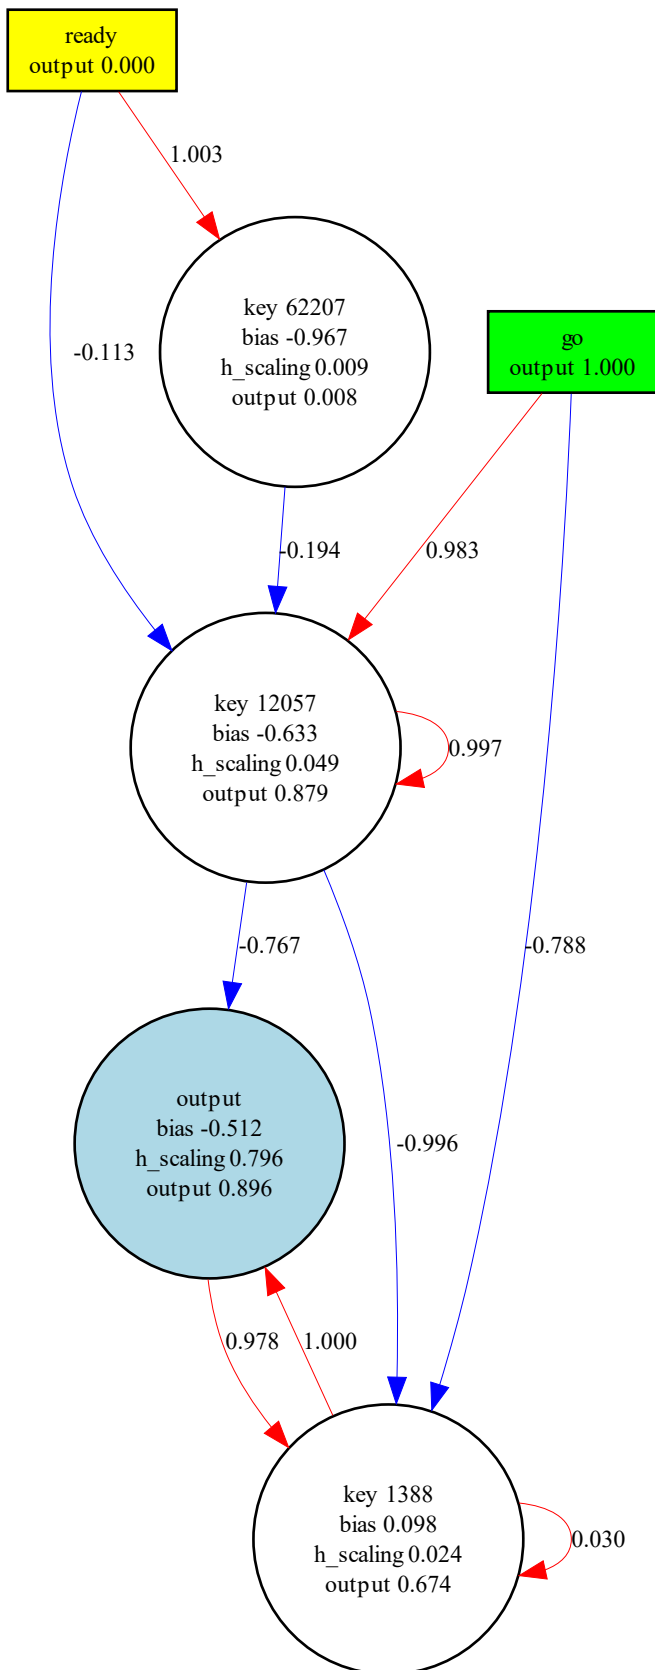 ready
output 0.000
1.003
key 62207
bias -0.967
h_scaling 0.009
output 0.008
go
output 1.000
-0.113
-0.194
0.983
key 12057
bias -0.633
h_scaling 0.049
output 0.879
0.997
-0.767
-0.788
output
bias -0.512
h_scaling 0.796
output 0.896
-0.996
0.978
1.000
key 1388
bias 0.098
h_scaling 0.024
output 0.674
0.030